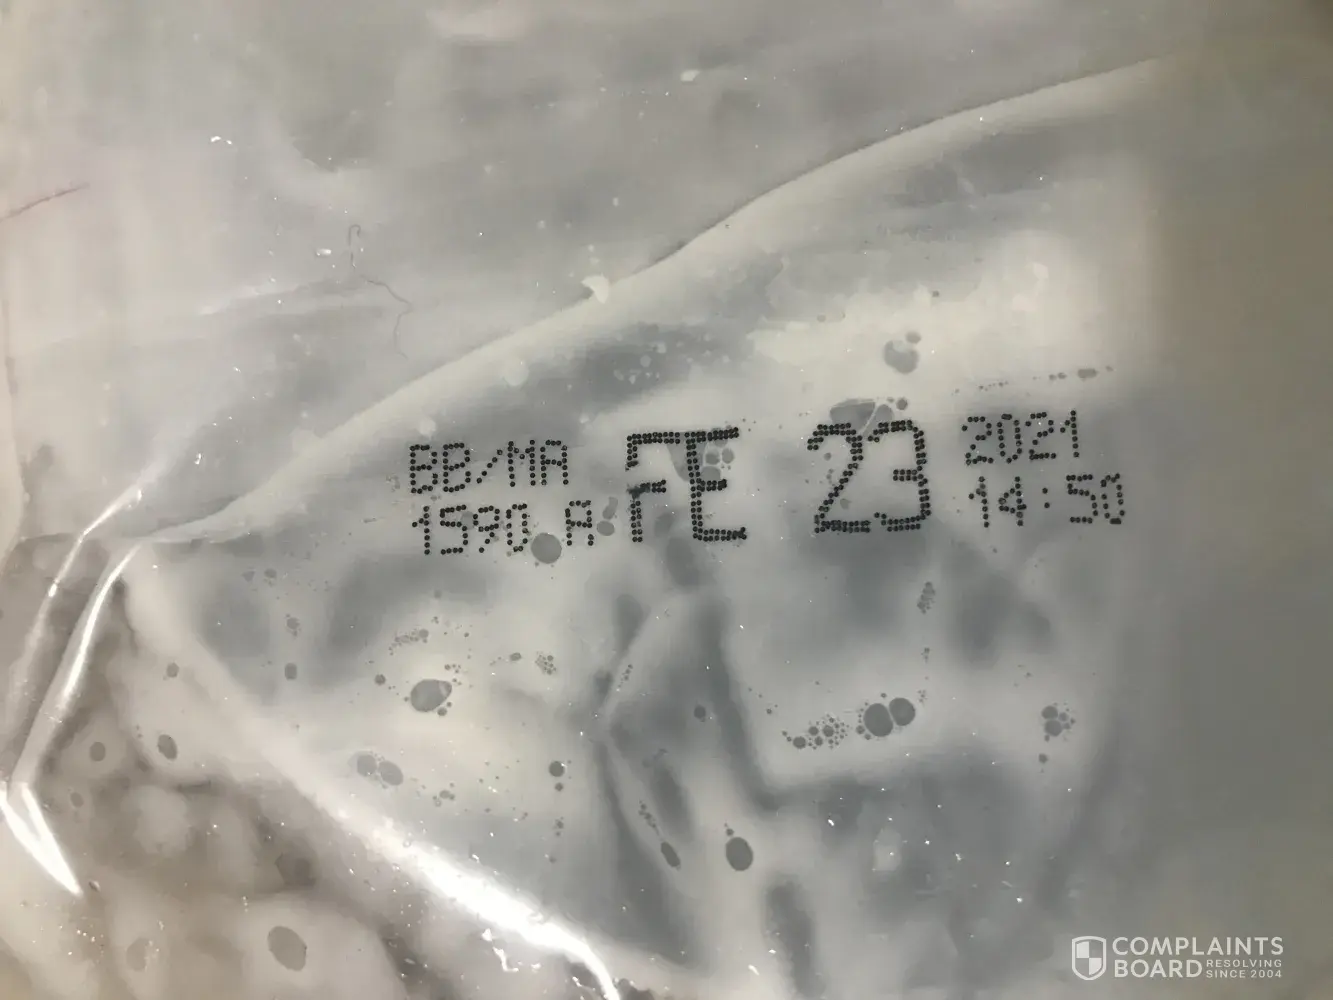 BB/MA FE 23 2021
1590 A 14:50
COMPLAINTS
BOARD RESOLVING
SINCE 2004